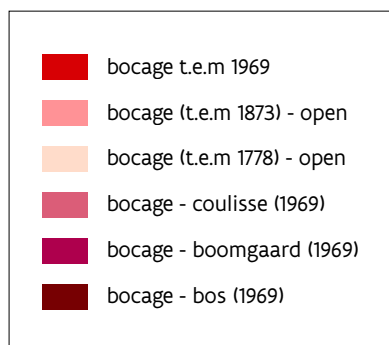 bocage t.e.m 1969
bocage (t.e.m 1873) - open
bocage (t.e.m 1778) - open
bocage - coulisse (1969)
bocage - boomgaard (1969)
bocage - bos (1969)